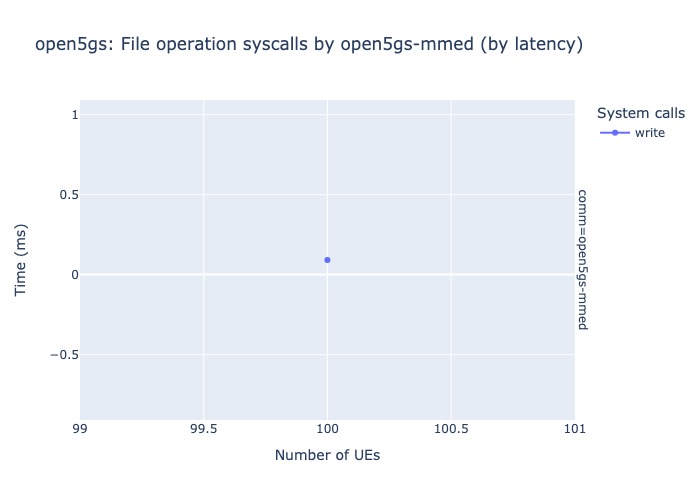 open5gs: File operation syscalls by open5gs-mmed (by latency)
System calls
write
1
0.5
0
−0.5
Time (ms)
comm=open5gs-mmed
99
99.5
100
100.5
101
Number of UEs